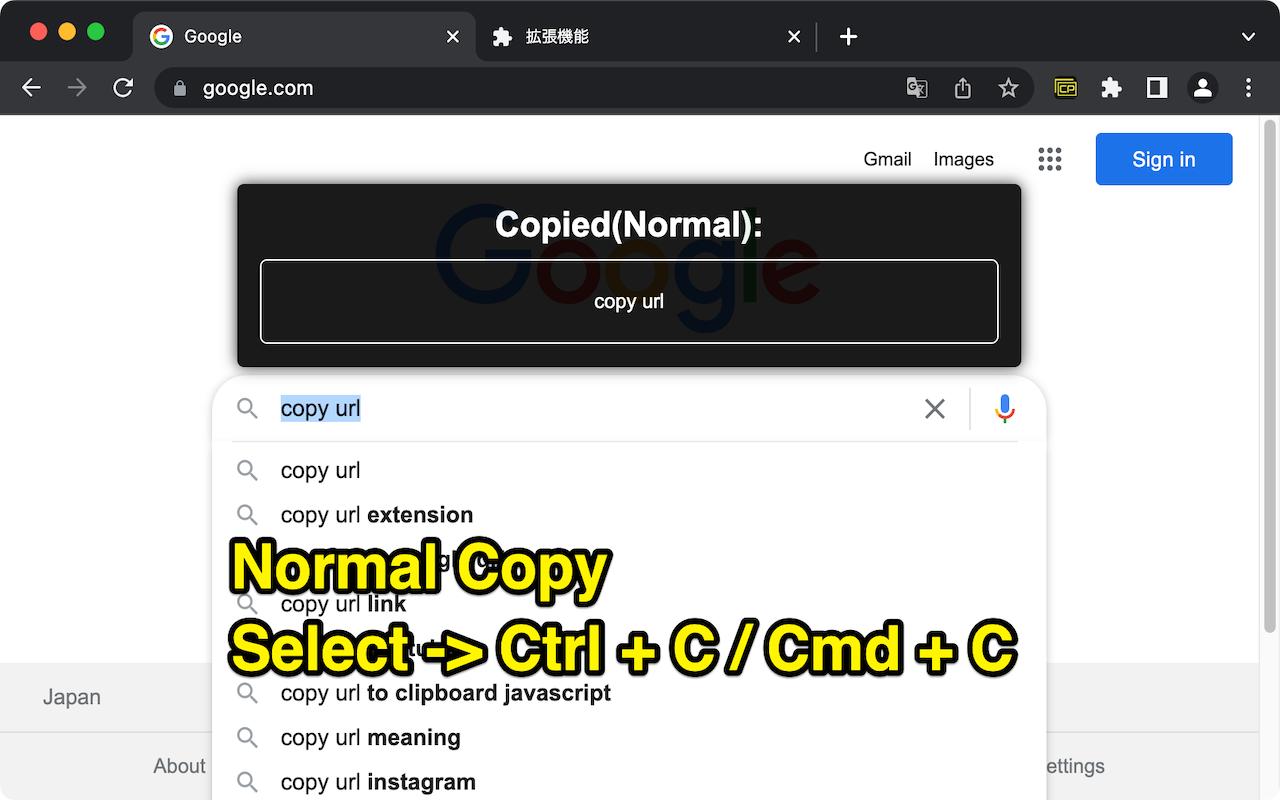 Google
拡張機能
google.com
CP
Gmail
Images
Sign in
Google
Copied(Normal):
copy url
copy url
copy url
copy url extension
Normal Copy
copy url link
Select -> Ctrl + C / Cmd + C
copy url to clipboard javascript
Japan
copy url meaning
About
ettings
copy url instagram